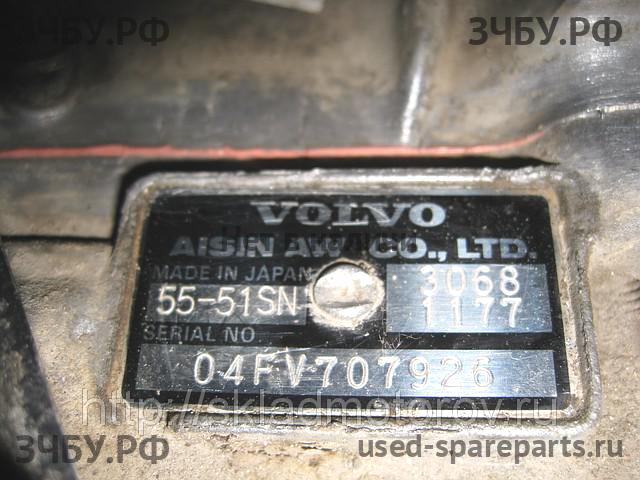 ЗЧБУ.РФ ЗЧБУ.РФ
VOLVO
AISIN AW CO., LTD.
MADE IN JAPAN 3068
55-51SN 1177
SERIAL NO
04FV707926
http://skladmotorov.ru
ЗЧБУ.РФ used-spareparts.ru